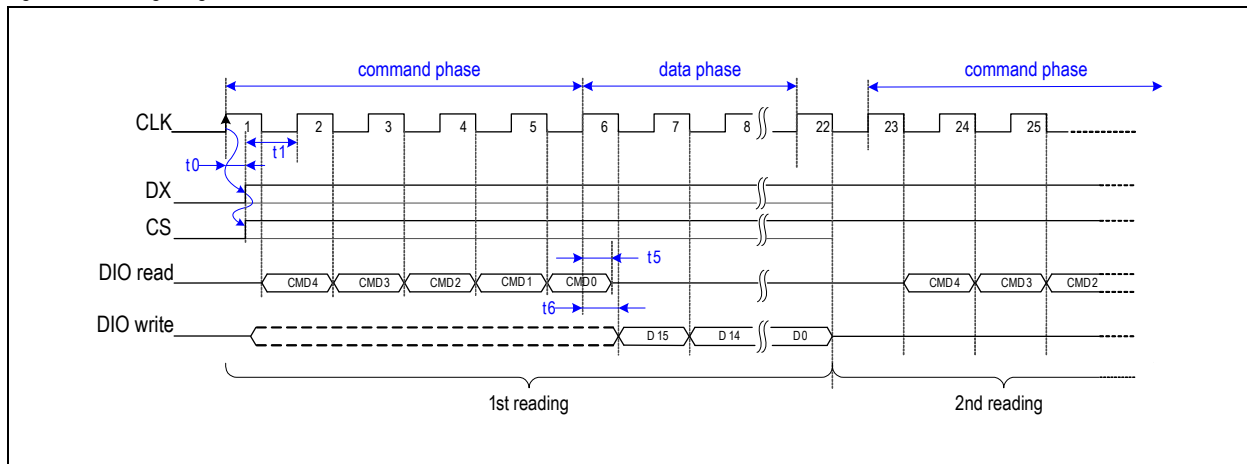 command phase data phase command phase
CLK 1 2 3 4 5 6 7 8 22 23 24 25
t0 t1
DX
CS
DIO read CMD4 CMD3 CMD2 CMD1 CMD0 t5 CMD4 CMD3 CMD2
t6
DIO write D 15 D 14 D0
1st reading 2nd reading